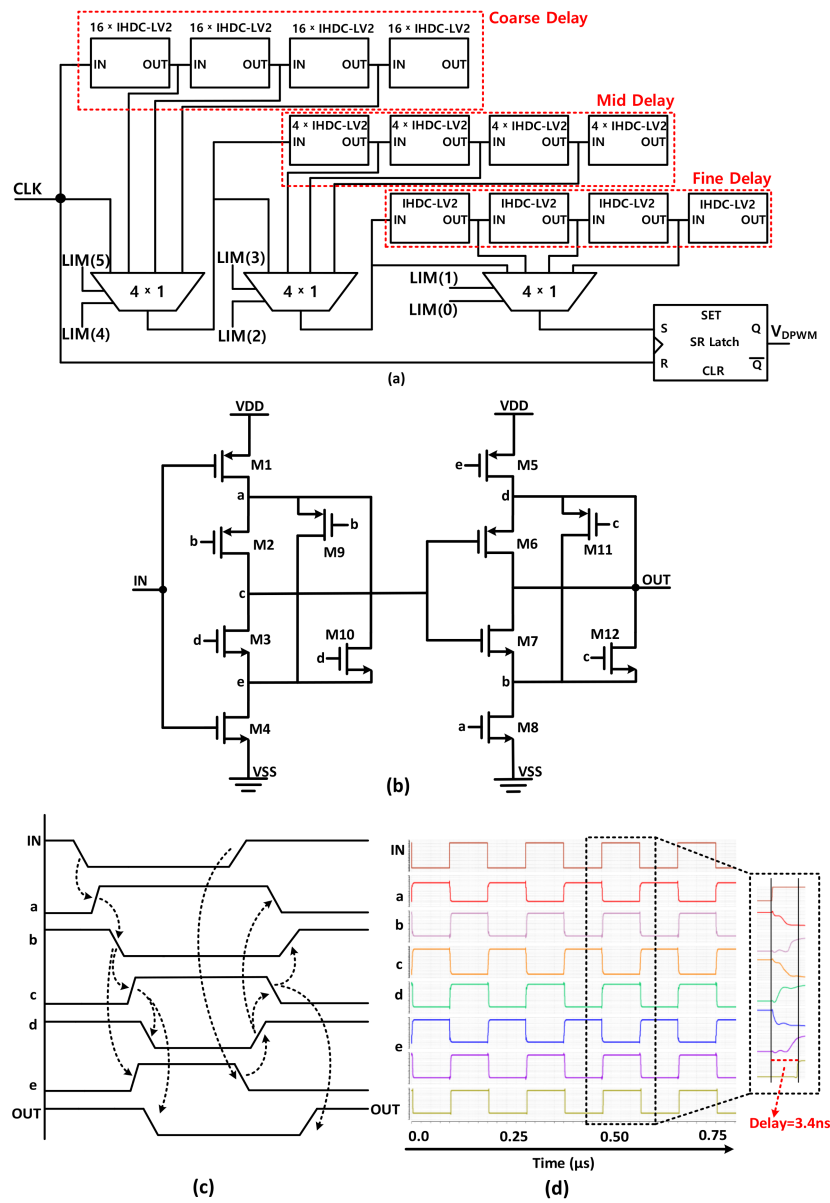 Coarse Delay
16 × IHDC-LV2 16 × IHDC-LV2 16 × IHDC-LV2 16 × IHDC-LV2
IN OUT IN OUT IN OUT IN OUT
Mid Delay
4 × IHDC-LV2 4 × IHDC-LV2 4 × IHDC-LV2 4 × IHDC-LV2
IN OUT IN OUT IN OUT IN OUT
Fine Delay
IHDC-LV2 IHDC-LV2 IHDC-LV2 IHDC-LV2
IN OUT IN OUT IN OUT IN OUT
CLK
LIM(5) LIM(3) LIM(1)
4 × 1 4 × 1 4 × 1
LIM(4) LIM(2) LIM(0)
SET
S Q
SR Latch
R Q
CLR
VDPWM
(a)
VDD VDD
M1 e M5
a d
b M2 b M9 M6 c M11
IN c OUT
d M3 M10 d M7 M12 c
e b
M4 a M8
VSS VSS
(b)
IN
a
b
c
d
e
OUT OUT
(c)
IN
a
b
c
d
e
OUT
0.0 0.25 0.50 0.75
Time (μs)
Delay=3.4ns
(d)